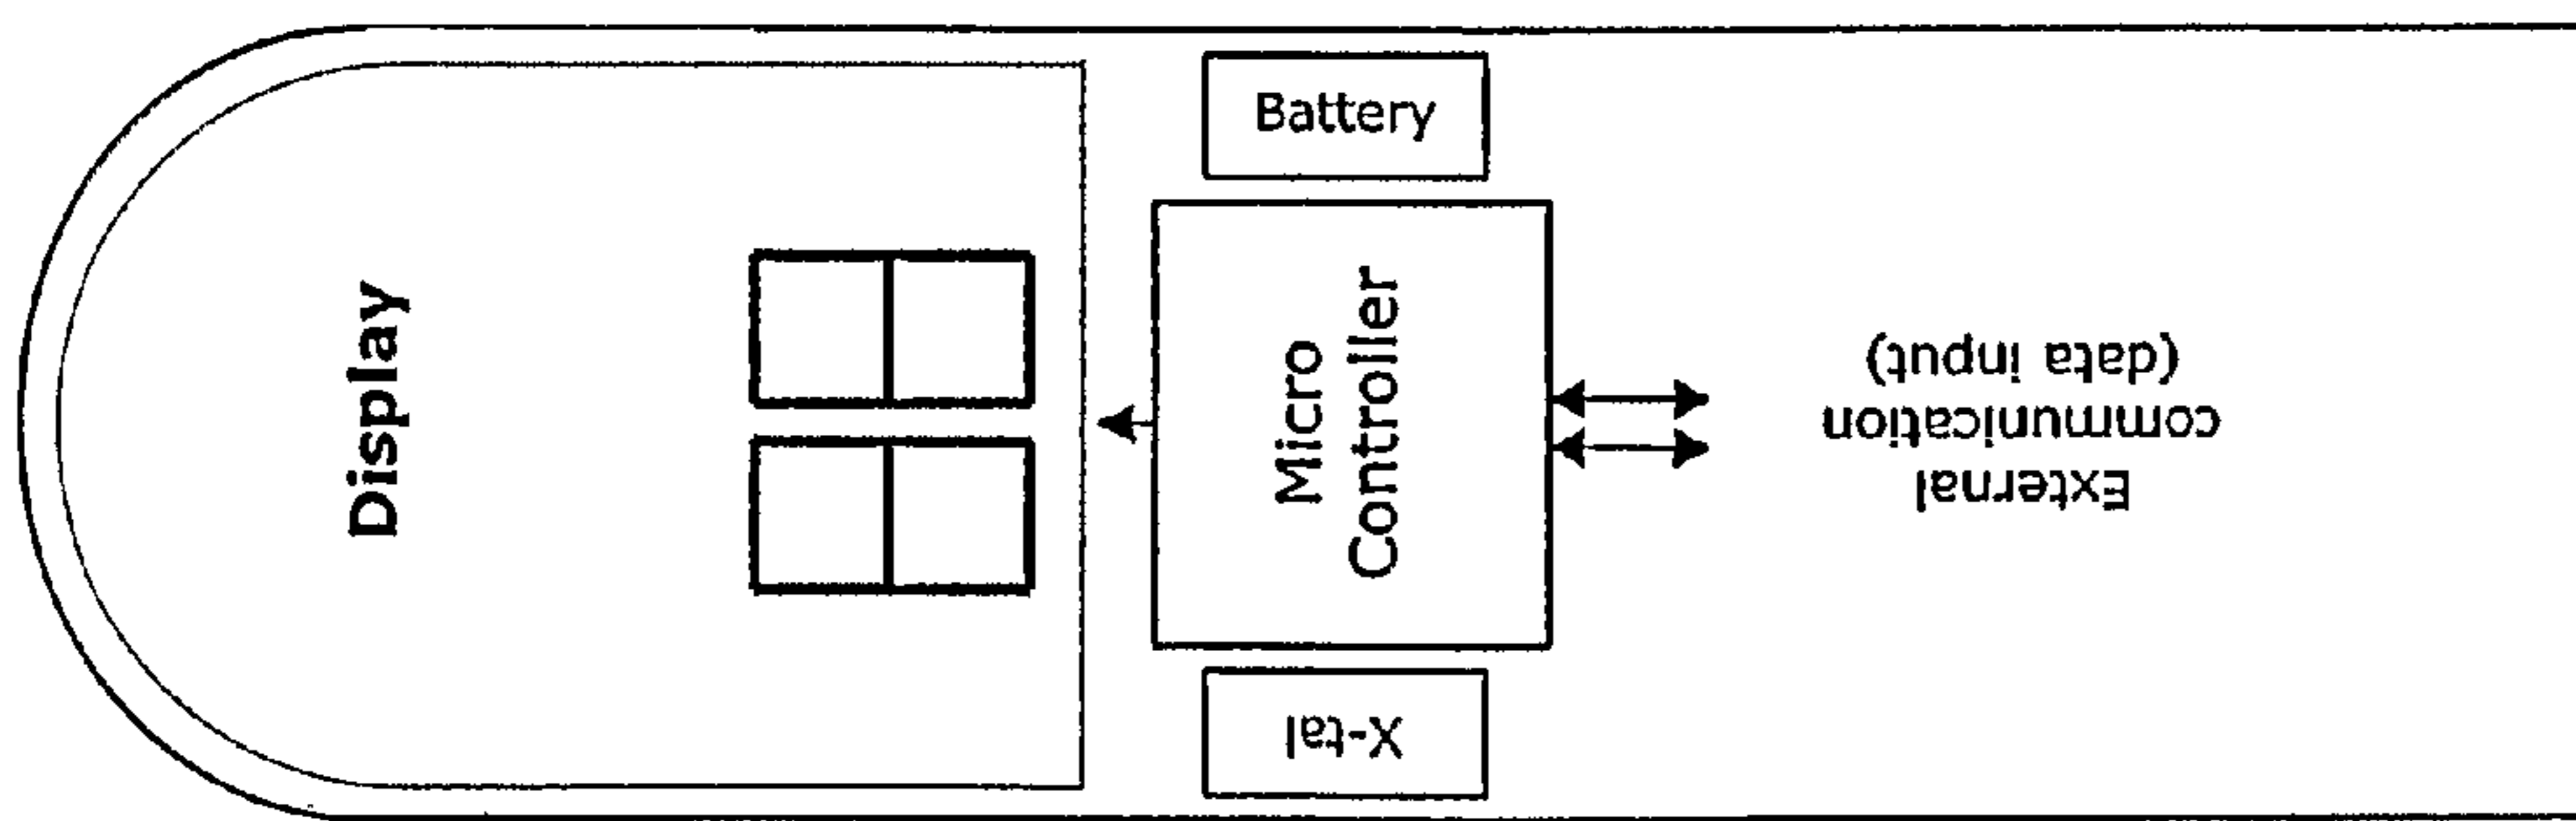 Display
Battery
Micro
Controller
X-tal
External
communication
(data input)